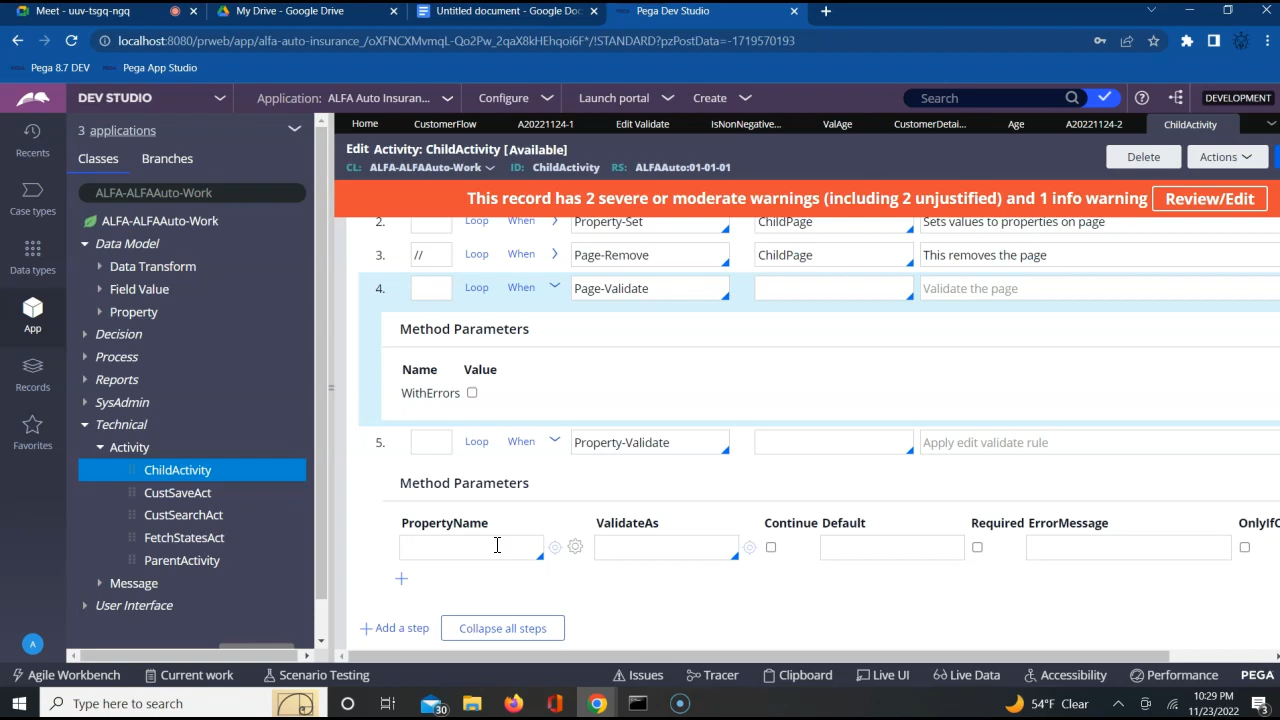 Meet - uuv-tsgq-ngq
My Drive - Google Drive
Untitled document - Google Doc
Pega Dev Studio
localhost:8080/prweb/app/alfa-auto-insurance_/oXFNCXMvmqL-Qo2Pw_2qaX8kHEhqoi6F*/!STANDARD?pzPostData=-1719570193
Pega 8.7 DEV
Pega App Studio
DEV STUDIO
Application: ALFA Auto Insuran...
Configure
Launch portal
Create
Search
DEVELOPMENT
Recents
Case types
Data types
App
Records
Favorites
A
3 applications
Classes
Branches
ALFA-ALFAAuto-Work
ALFA-ALFAAuto-Work
Data Model
Data Transform
Field Value
Property
Decision
Process
Reports
SysAdmin
Technical
Activity
ChildActivity
CustSaveAct
CustSearchAct
FetchStatesAct
ParentActivity
Message
User Interface
Home
CustomerFlow
A20221124-1
Edit Validate
IsNonNegative...
ValAge
CustomerDetai...
Age
A20221124-2
ChildActivity
Edit Activity: ChildActivity [Available]
CL: ALFA-ALFAAuto-Work
ID: ChildActivity
RS: ALFAAuto:01-01-01
Delete
Actions
This record has 2 severe or moderate warnings (including 2 unjustified) and 1 info warning
Review/Edit
2. Loop When Property-Set ChildPage Sets values to properties on page
3. // Loop When Page-Remove ChildPage This removes the page
4. Loop When Page-Validate Validate the page
Method Parameters
Name Value
WithErrors
5. Loop When Property-Validate Apply edit validate rule
Method Parameters
PropertyName ValidateAs Continue Default Required ErrorMessage OnlyIfC
Add a step
Collapse all steps
Agile Workbench
Current work
Scenario Testing
Issues
Tracer
Clipboard
Live UI
Live Data
Accessibility
Performance
PEGA
Type here to search
30
54°F Clear
10:29 PM
11/23/2022
3